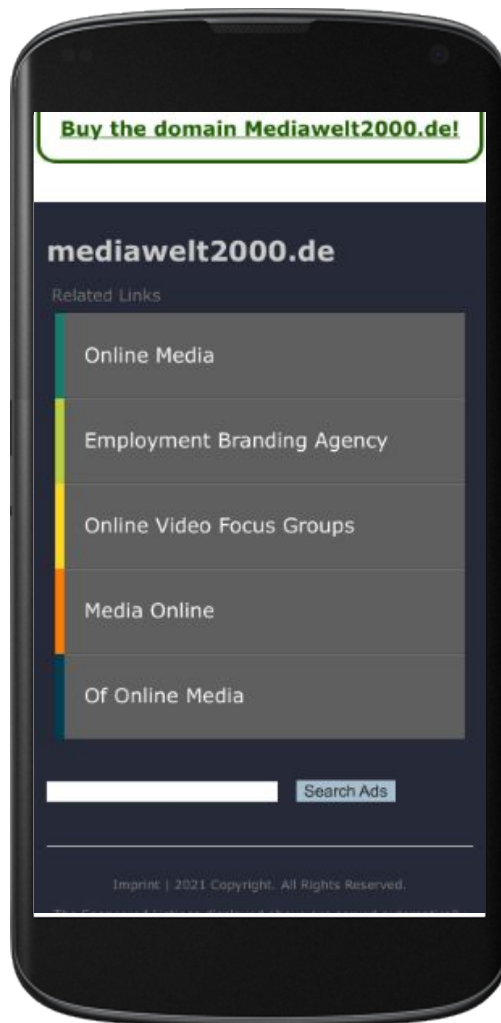 Buy the domain Mediawelt2000.de!
mediawelt2000.de
Related Links
Online Media
Employment Branding Agency
Online Video Focus Groups
Media Online
Of Online Media
Search Ads
Imprint | 2021 Copyright. All Rights Reserved.